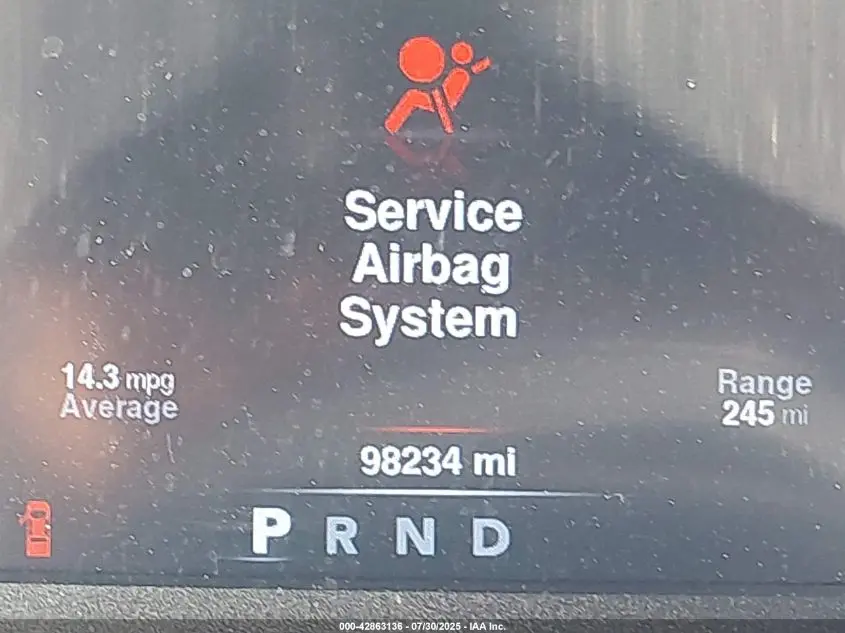 Service
Airbag
System
14.3 mpg
Average
Range
245 mi
98234 mi
P R N D
000-42863136 - 07/30/2025 - IAA Inc.